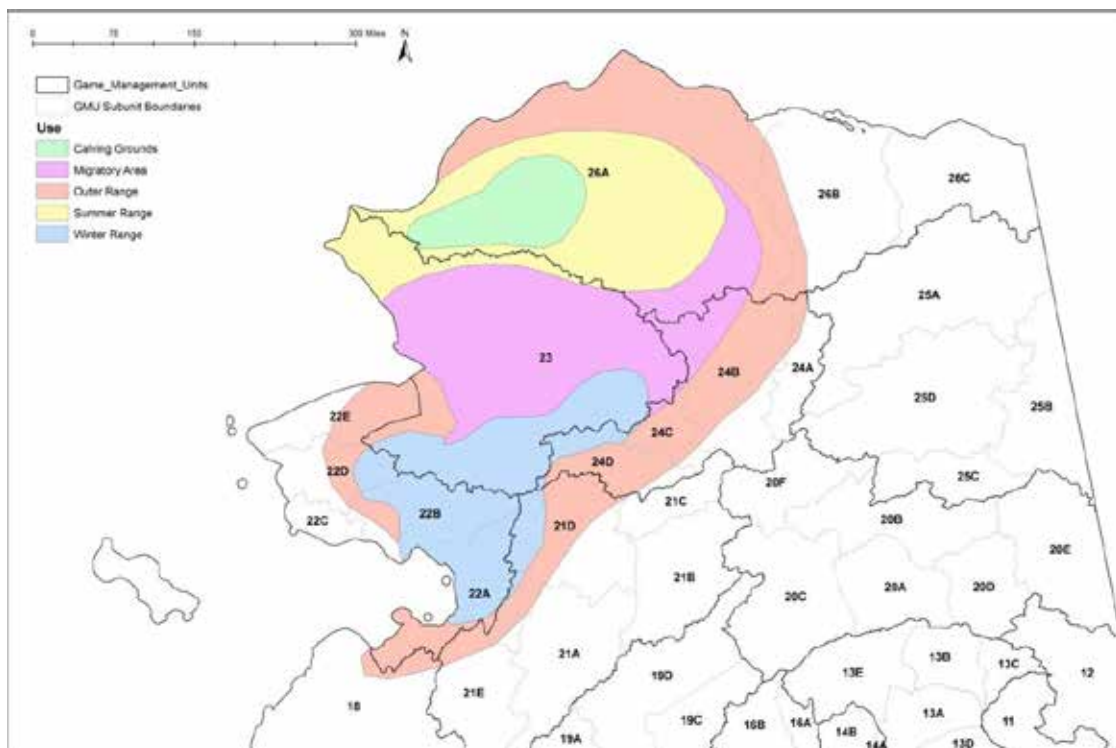 0 75 150 300 Miles
N
Game_Management_Units
GMU Subunit Boundaries
Use
Calving Grounds
Migratory Area
Outer Range
Summer Range
Winter Range
26A
26B
26C
25A
23
24B
24A
25D
25B
22E
24C
22D
24D
20F
25C
21C
22C
22B
21D
20B
20E
21B
22A
20C
20A
20D
21A
13B
13C
19D
13E
12
21E
18
19C
16B
16A
13A
11
14B
19A
14A
13D